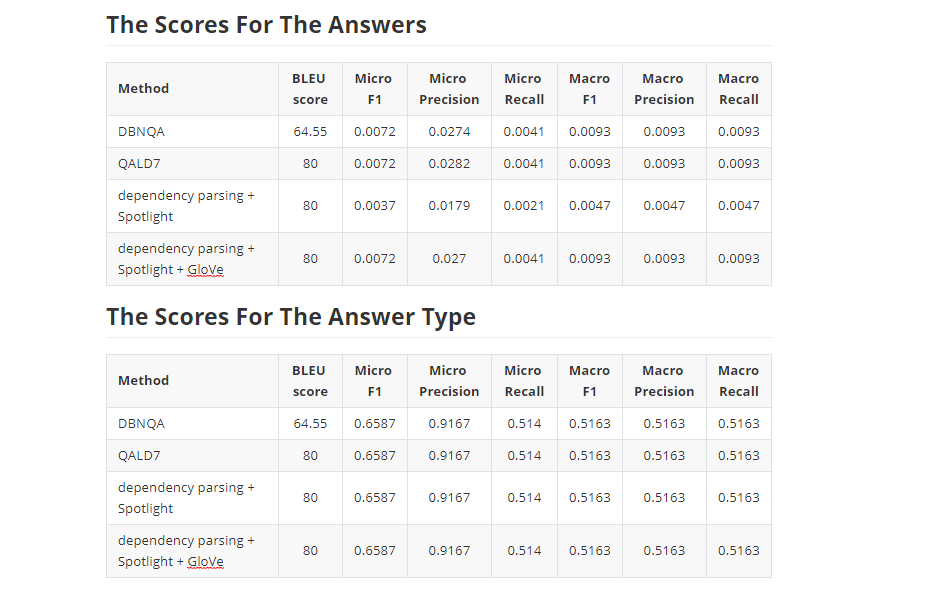 The Scores For The Answers
Method BLEU score Micro F1 Micro Precision Micro Recall Macro F1 Macro Precision Macro Recall
DBNQA 64.55 0.0072 0.0274 0.0041 0.0093 0.0093 0.0093
QALD7 80 0.0072 0.0282 0.0041 0.0093 0.0093 0.0093
dependency parsing + Spotlight 80 0.0037 0.0179 0.0021 0.0047 0.0047 0.0047
dependency parsing + Spotlight + GloVe 80 0.0072 0.027 0.0041 0.0093 0.0093 0.0093
The Scores For The Answer Type
Method BLEU score Micro F1 Micro Precision Micro Recall Macro F1 Macro Precision Macro Recall
DBNQA 64.55 0.6587 0.9167 0.514 0.5163 0.5163 0.5163
QALD7 80 0.6587 0.9167 0.514 0.5163 0.5163 0.5163
dependency parsing + Spotlight 80 0.6587 0.9167 0.514 0.5163 0.5163 0.5163
dependency parsing + Spotlight + GloVe 80 0.6587 0.9167 0.514 0.5163 0.5163 0.5163